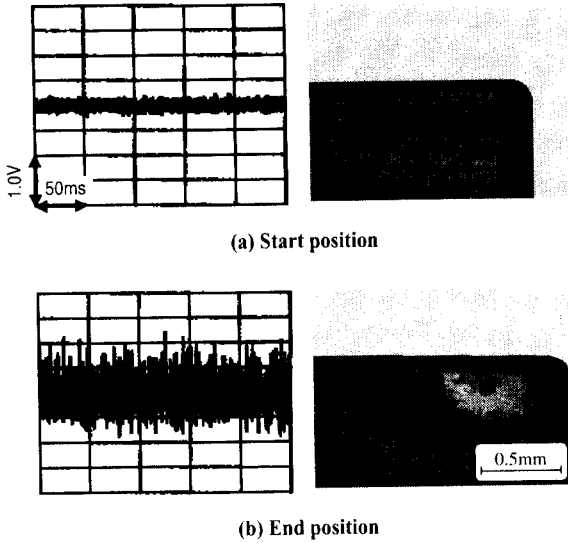 1.0V
50ms
(a) Start position
0.5mm
(b) End position